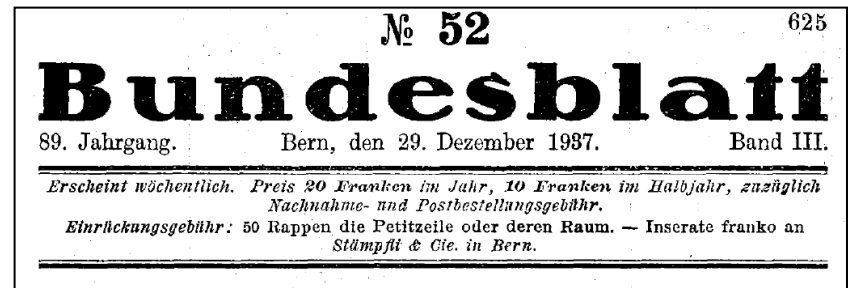 № 52 625
Bundesblatt
89. Jahrgang. Bern, den 29. Dezember 1937. Band III.
Erscheint wöchentlich. Preis 20 Franken im Jahr, 10 Franken im Halbjahr, zuzüglich
Nachnahme- und Postbestellungsgebühr.
Einrückungsgebühr: 50 Rappen die Petitzeile oder deren Raum. — Inserate franko an
Stämpfli & Cie. in Bern.